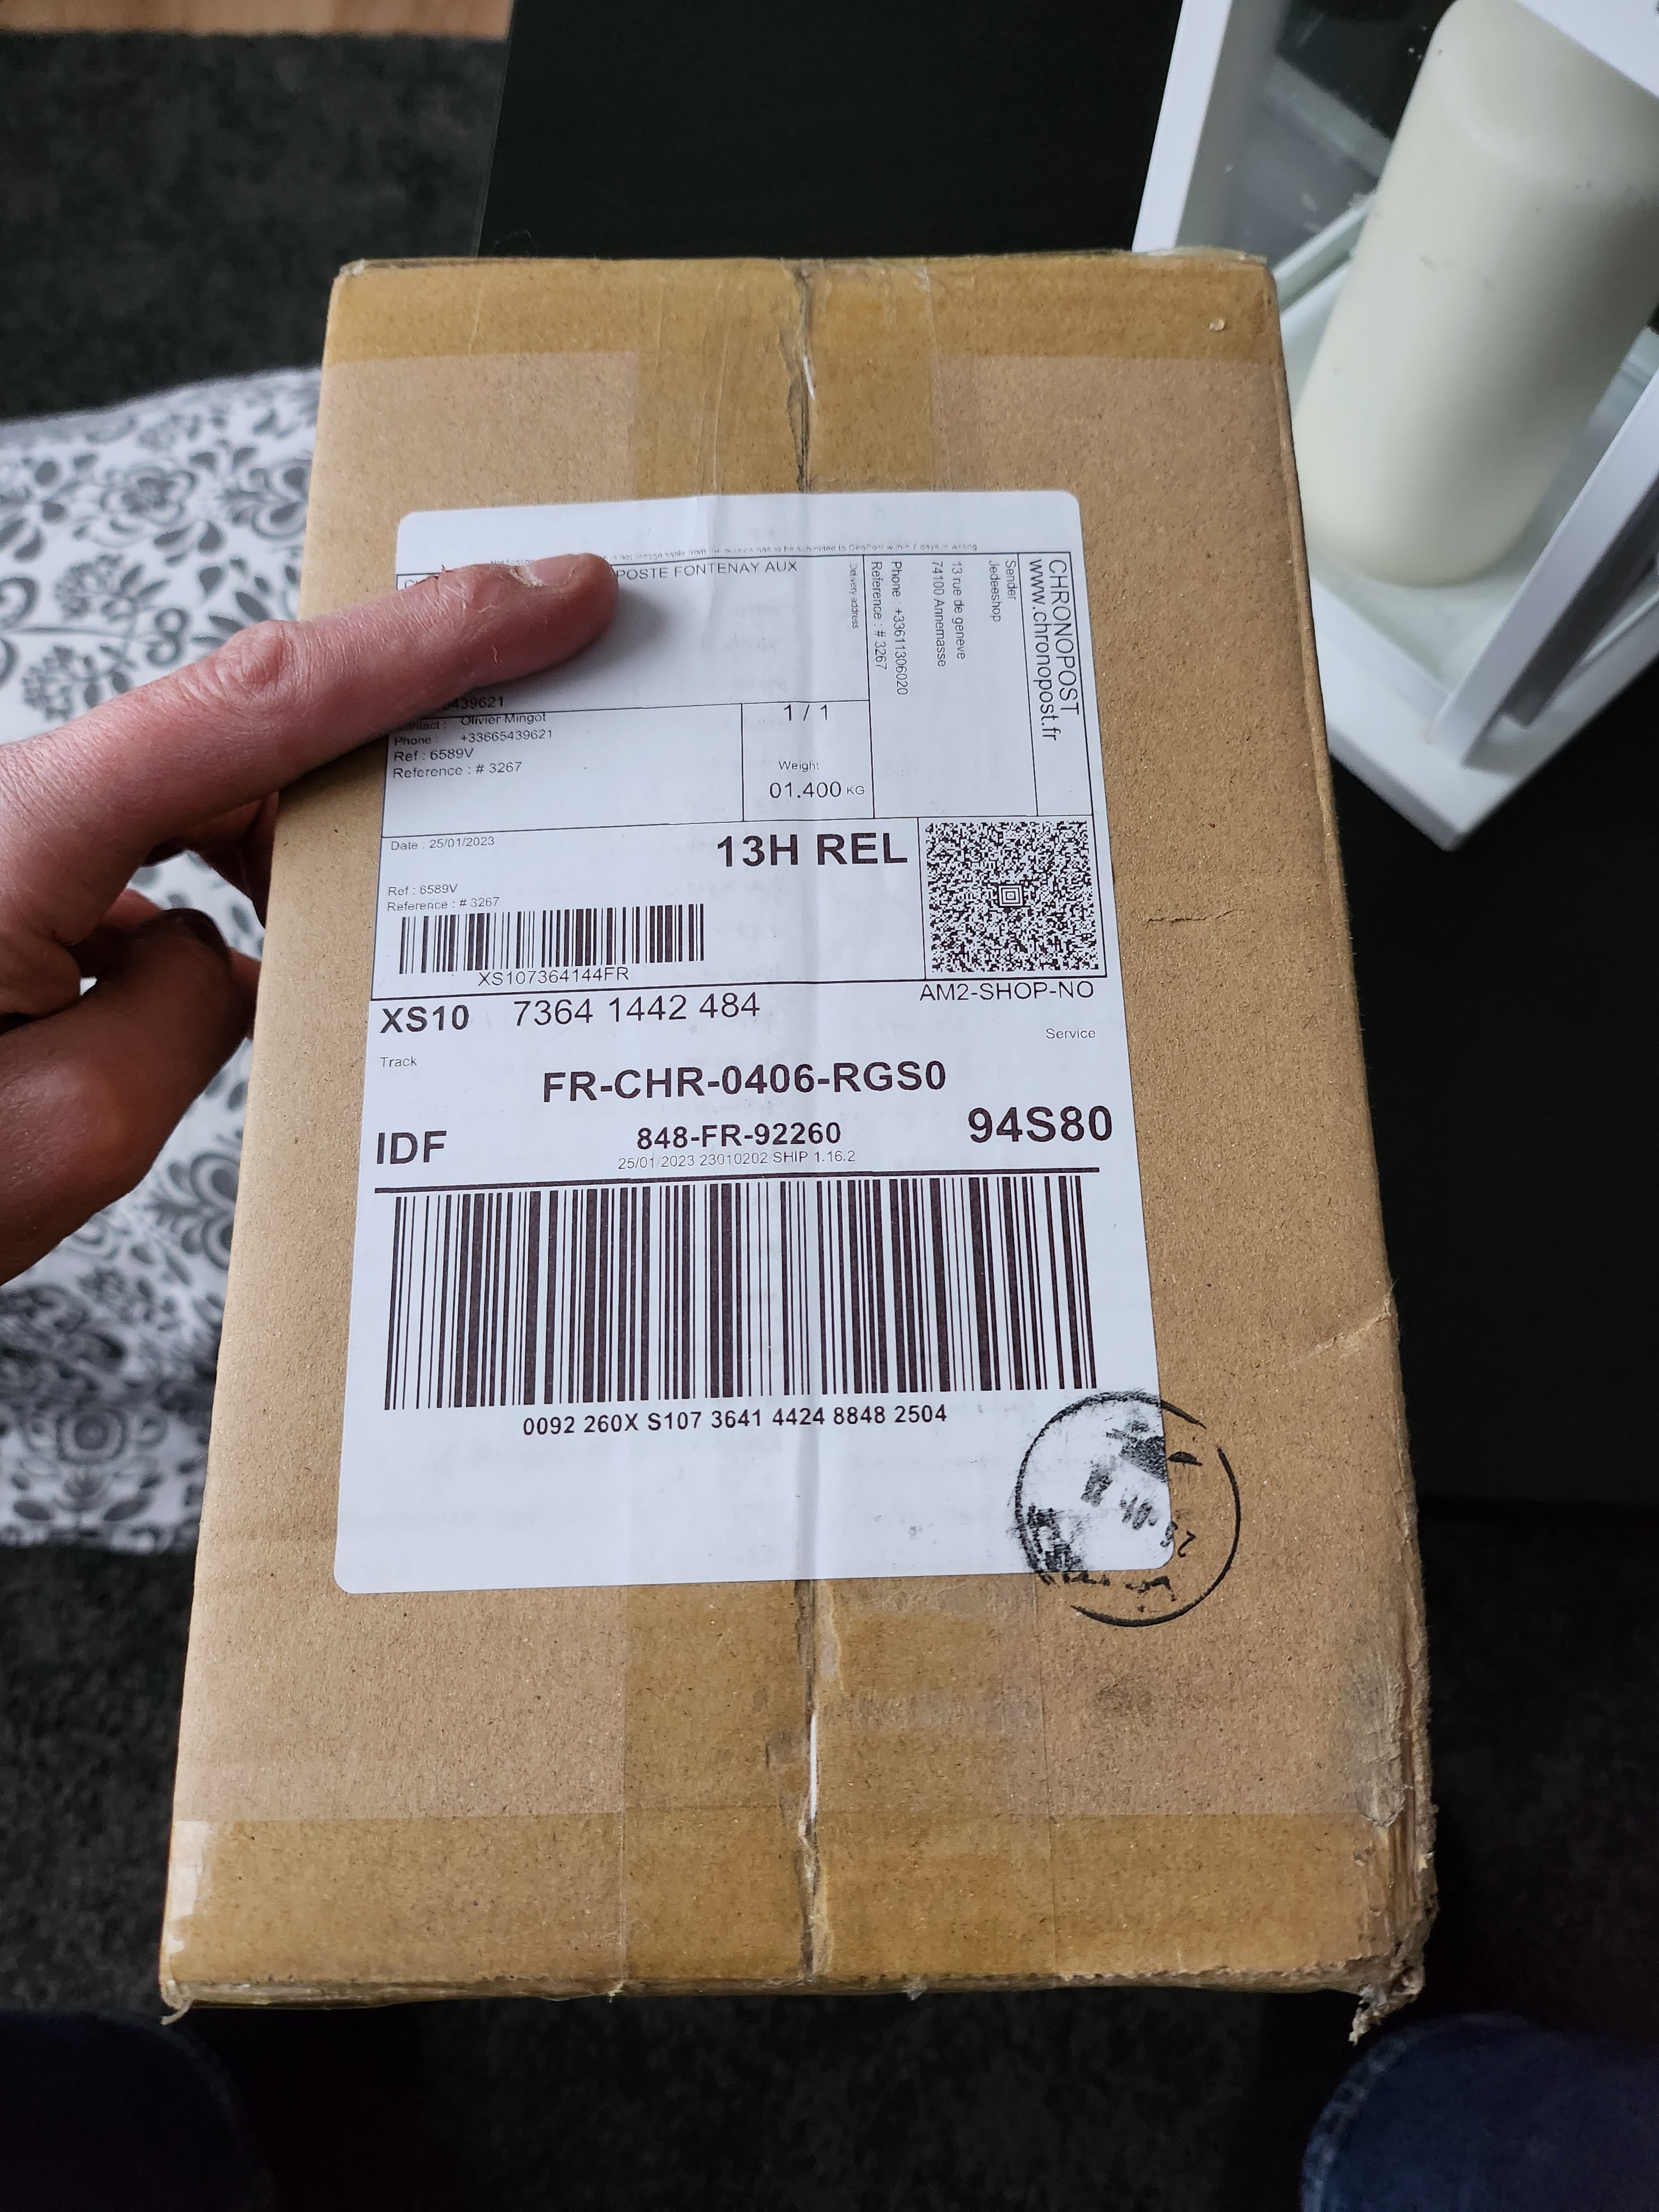 POSTE FONTENAY AUX
Delivery address
439621
Contact : Olivier Mingot
Phone : +33665439621
Ref : 6589V
Reference : # 3267
1 / 1
Weight
01.400 KG
CHRONOPOST
www.chronopost.fr
Sender
Jedeeshop
13 rue de geneve
74100 Annemasse
Phone : +33611306020
Reference : # 3267
Date : 25/01/2023
13H REL
Ref : 6589V
Reference : # 3267
XS107364144FR
AM2-SHOP-NO
XS10 7364 1442 484
Service
Track
FR-CHR-0406-RGS0
IDF
848-FR-92260
94S80
25/01/2023 23010202 SHIP 1.16.2
0092 260X S107 3641 4424 8848 2504